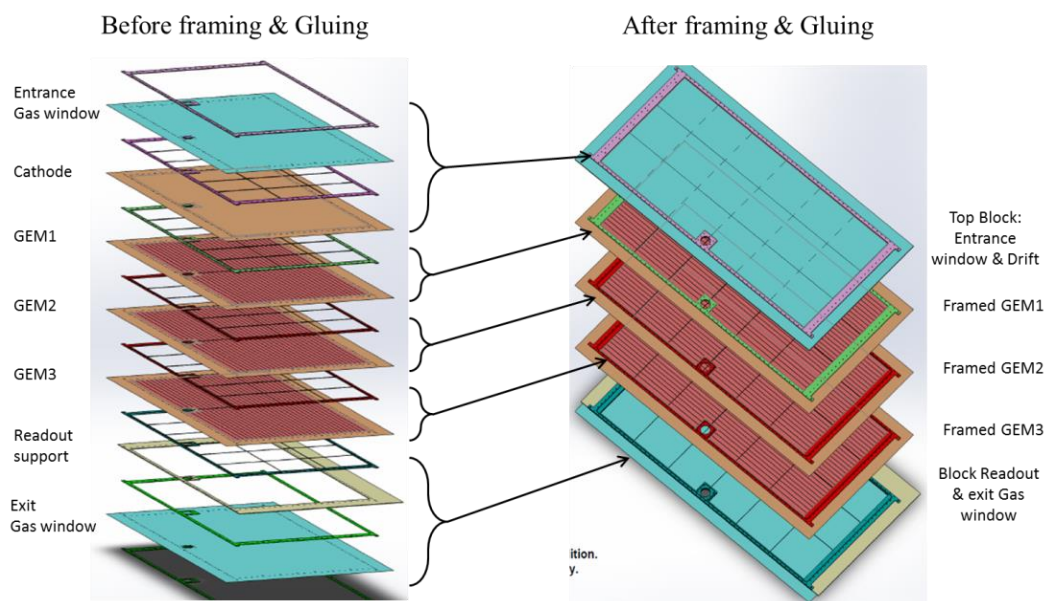 Before framing & Gluing
After framing & Gluing
Entrance
Gas window
Cathode
GEM1
GEM2
GEM3
Readout
support
Exit
Gas window
Top Block:
Entrance
window & Drift
Framed GEM1
Framed GEM2
Framed GEM3
Block Readout
& exit Gas
window
ition.
y.